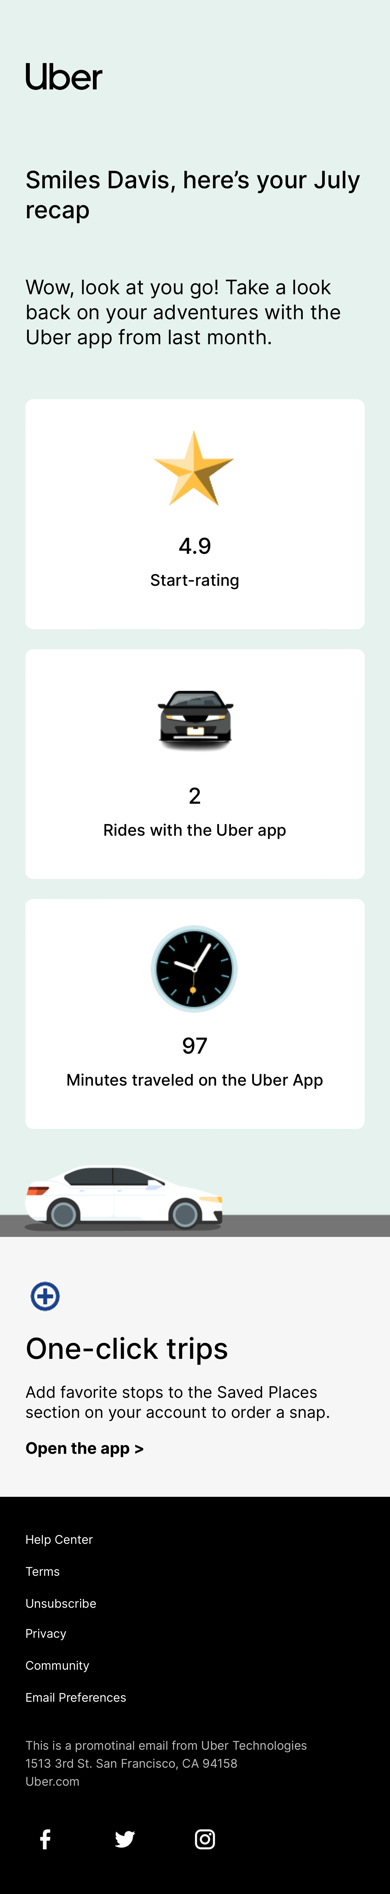 Uber
Smiles Davis, here’s your July
recap
Wow, look at you go! Take a look
back on your adventures with the
Uber app from last month.
4.9
Start-rating
2
Rides with the Uber app
97
Minutes traveled on the Uber App
One-click trips
Add favorite stops to the Saved Places
section on your account to order a snap.
Open the app >
Help Center
Terms
Unsubscribe
Privacy
Community
Email Preferences
This is a promotinal email from Uber Technologies
1513 3rd St. San Francisco, CA 94158
Uber.com